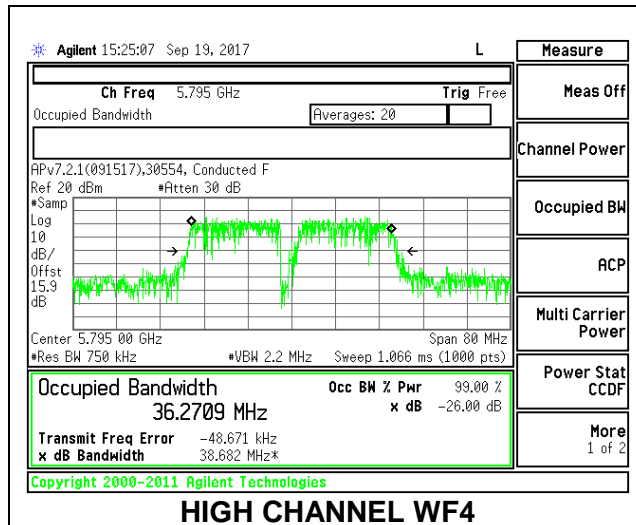 Agilent 15:25:07 Sep 19, 2017 L
Measure
Ch Freq 5.795 GHz Trig Free
Meas Off
Occupied Bandwidth Averages: 20
Channel Power
APv7.2.1(091517),30554, Conducted F
Ref 20 dBm #Atten 30 dB
#Samp
Log
10
dB/
Offst
15.9
dB
Occupied BW
ACP
Center 5.795 00 GHz Span 80 MHz
#Res BW 750 kHz #VBW 2.2 MHz Sweep 1.066 ms (1000 pts)
Multi Carrier
Power
Occupied Bandwidth Occ BW % Pwr 99.00 %
36.2709 MHz x dB -26.00 dB
Power Stat
CCDF
Transmit Freq Error -48.671 kHz
x dB Bandwidth 38.682 MHz*
More
1 of 2
Copyright 2000-2011 Agilent Technologies
HIGH CHANNEL WF4